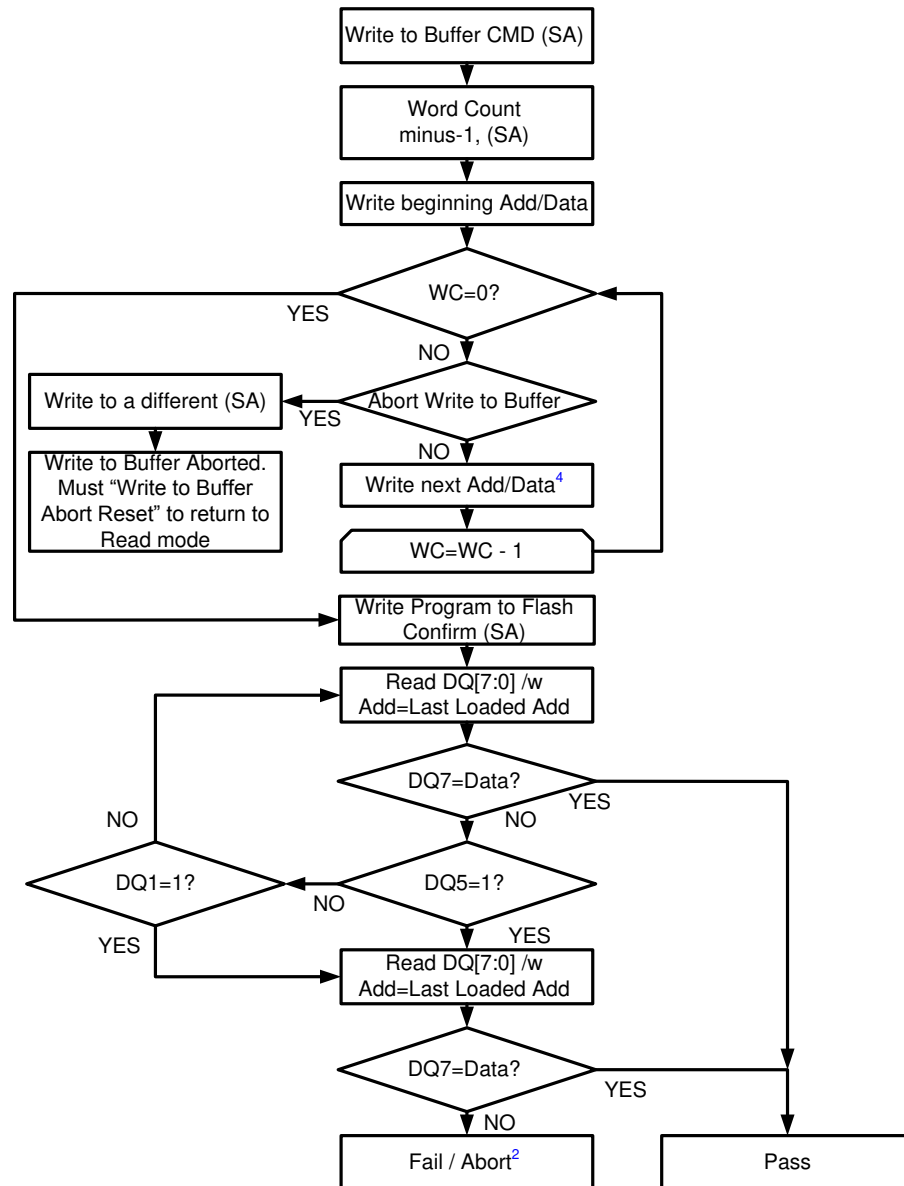 Write to Buffer CMD (SA)
Word Count
minus-1, (SA)
Write beginning Add/Data
WC=0?
YES
NO
Write to a different (SA)
YES
Abort Write to Buffer
NO
Write to Buffer Aborted.
Must “Write to Buffer
Abort Reset” to return to
Read mode
Write next Add/Data4
WC=WC - 1
Write Program to Flash
Confirm (SA)
Read DQ[7:0] /w
Add=Last Loaded Add
DQ7=Data?
YES
NO
NO
DQ1=1?
NO
DQ5=1?
YES
YES
Read DQ[7:0] /w
Add=Last Loaded Add
DQ7=Data?
YES
NO
Fail / Abort2
Pass